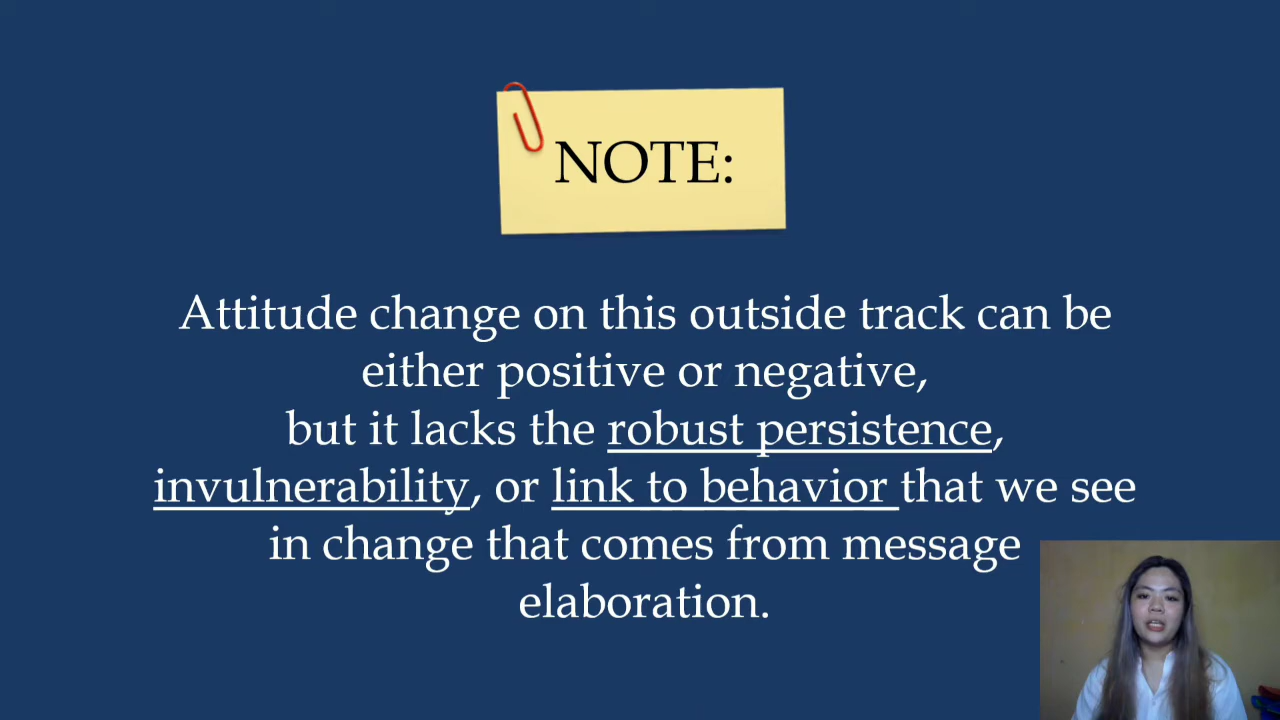 NOTE:
Attitude change on this outside track can be
either positive or negative,
but it lacks the robust persistence,
invulnerability, or link to behavior that we see
in change that comes from message
elaboration.